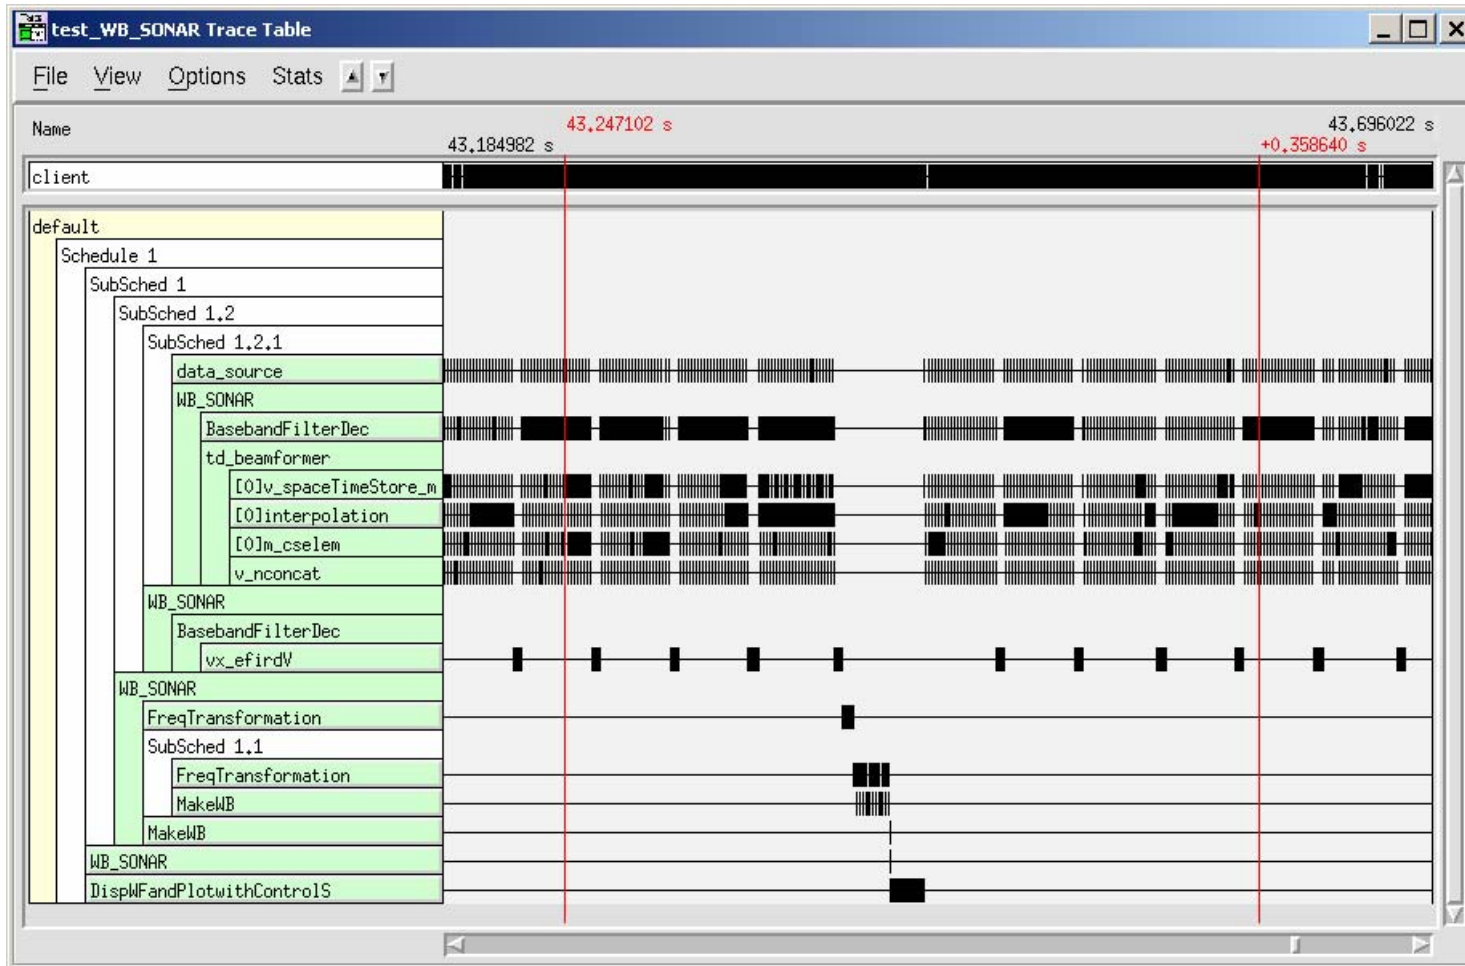 test_WB_SONAR Trace Table
File View Options Stats
Name
43.247102 s
43.696022 s
43.184982 s
+0.358640 s
client
default
Schedule 1
SubSched 1
SubSched 1.2
SubSched 1.2.1
data_source
WB_SONAR
BasebandFilterDec
td_beamformer
[0]v_spaceTimeStore_m
[0]interpolation
[0]m_cselem
v_nconcat
WB_SONAR
BasebandFilterDec
vx_efirdV
WB_SONAR
FreqTransformation
SubSched 1.1
FreqTransformation
MakeWB
MakeWB
WB_SONAR
DispWFandPlotwithControlS